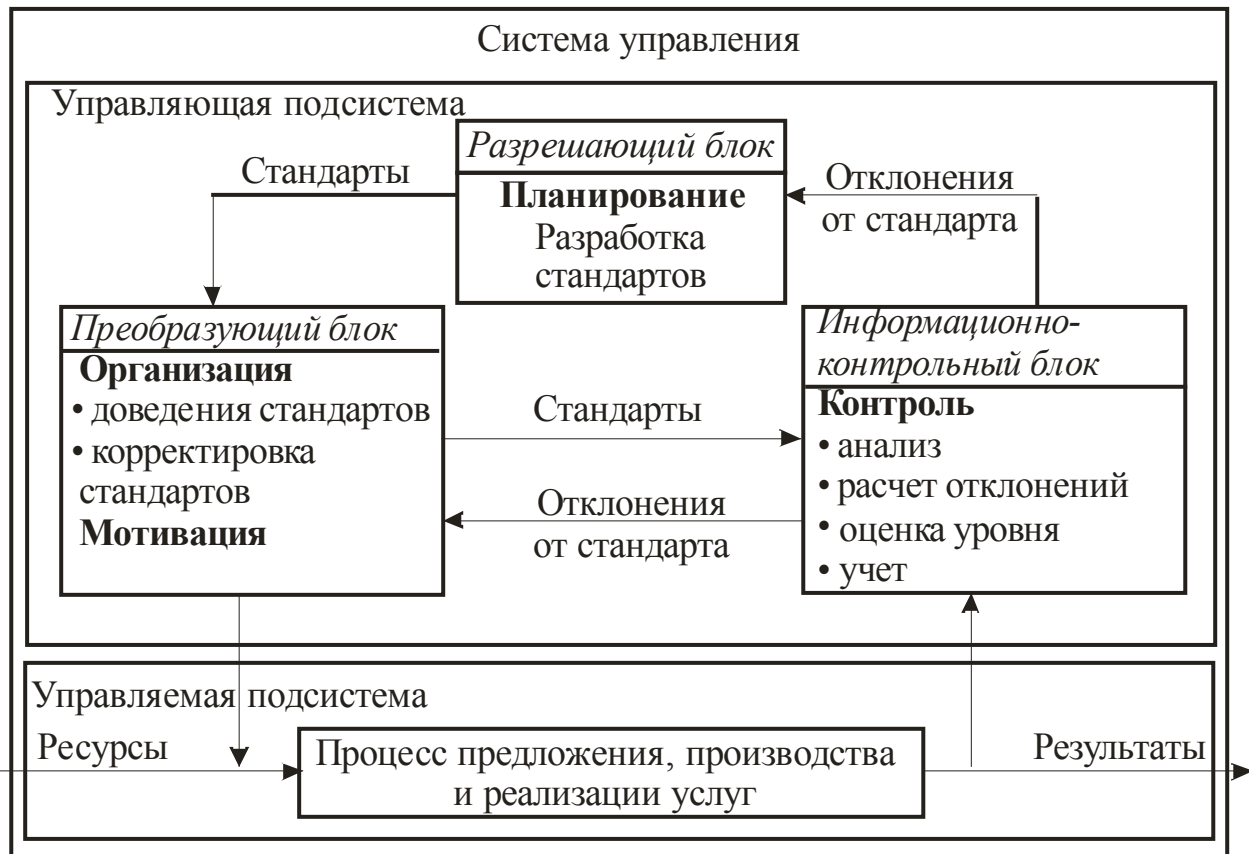 Система управления
Управляющая подсистема
Разрешающий блок
Планирование
Разработка
стандартов
Стандарты
Отклонения
от стандарта
Преобразующий блок
Организация
• доведения стандартов
• корректировка
стандартов
Мотивация
Стандарты
Отклонения
от стандарта
Информационно-
контрольный блок
Контроль
• анализ
• расчет отклонений
• оценка уровня
• учет
Управляемая подсистема
Ресурсы
Процесс предложения, производства
и реализации услуг
Результаты